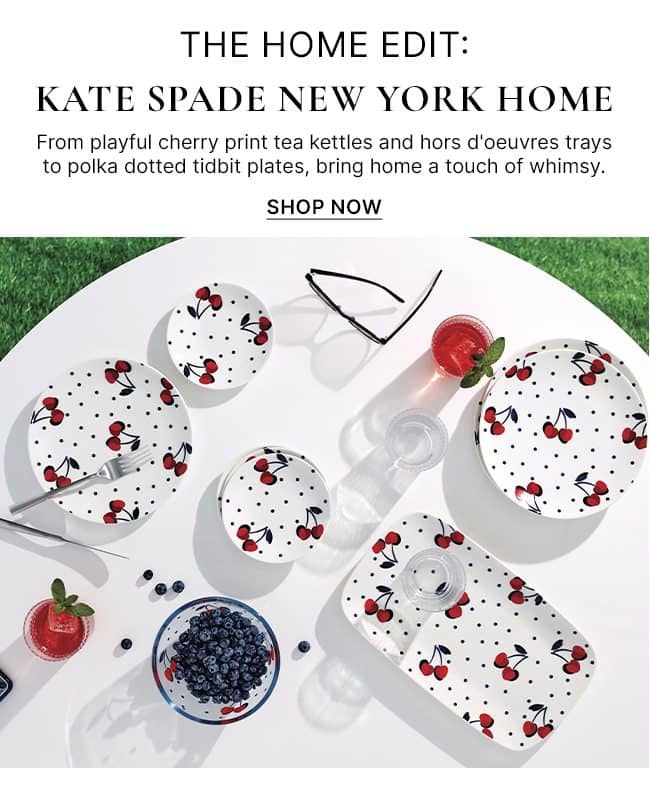 THE HOME EDIT:
KATE SPADE NEW YORK HOME
From playful cherry print tea kettles and hors d'oeuvres trays
to polka dotted tidbit plates, bring home a touch of whimsy.
SHOP NOW